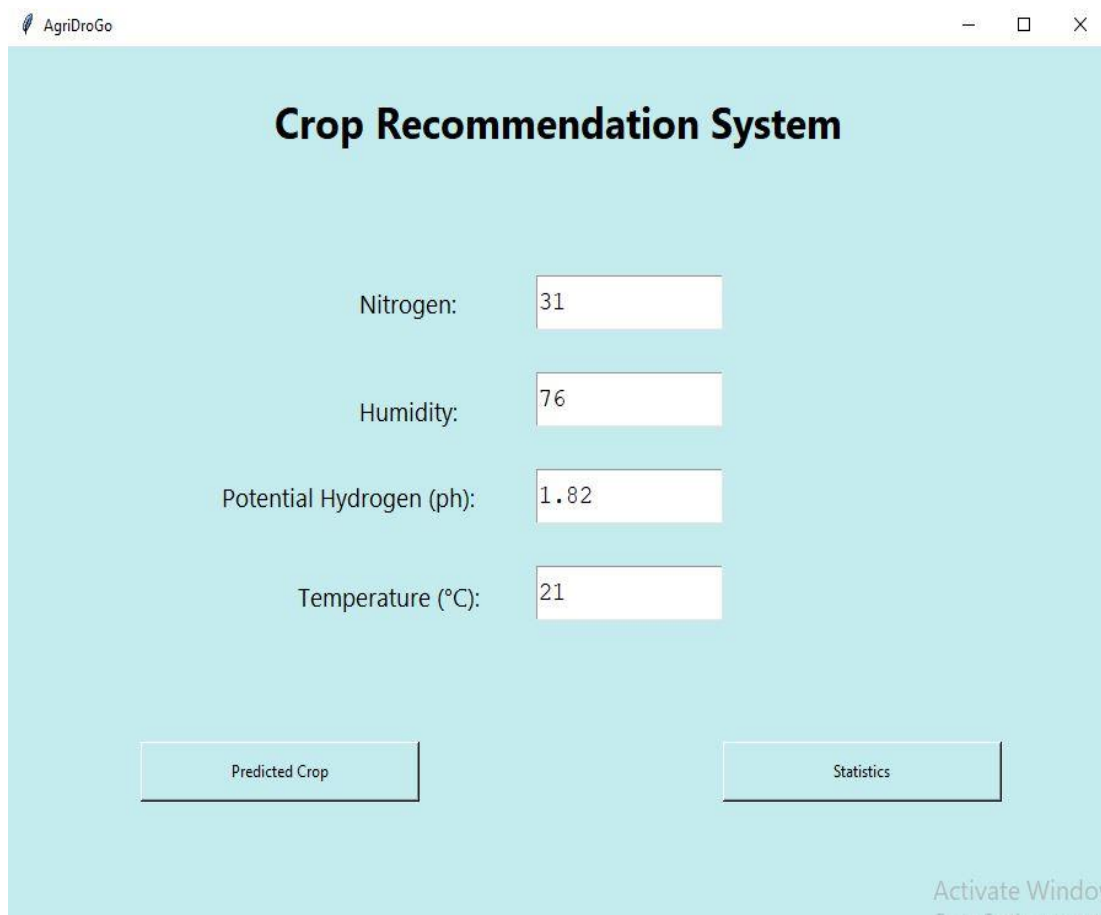 AgriDroGo
Crop Recommendation System
Nitrogen: 31
Humidity: 76
Potential Hydrogen (ph): 1.82
Temperature (°C): 21
Predicted Crop Statistics
Activate Windo